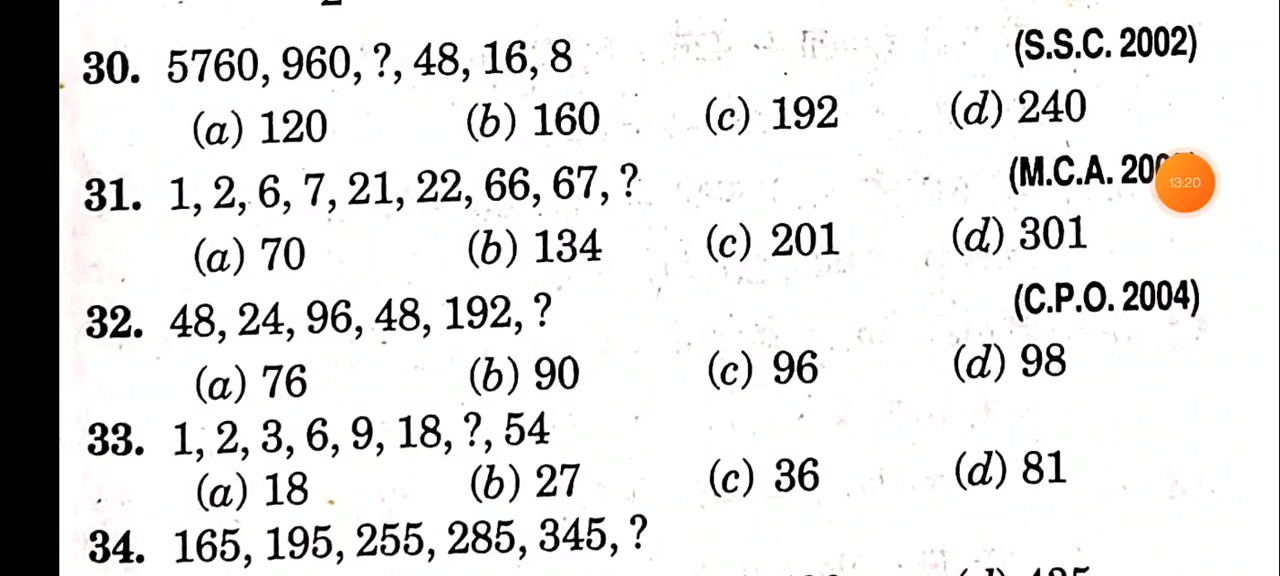 30. 5760, 960, ?, 48, 16, 8 (S.S.C. 2002)
(a) 120 (b) 160 (c) 192 (d) 240
31. 1, 2, 6, 7, 21, 22, 66, 67, ? (M.C.A. 13:20
(a) 70 (b) 134 (c) 201 (d) 301
32. 48, 24, 96, 48, 192, ? (C.P.O. 2004)
(a) 76 (b) 90 (c) 96 (d) 98
33. 1, 2, 3, 6, 9, 18, ?, 54
(a) 18 (b) 27 (c) 36 (d) 81
34. 165, 195, 255, 285, 345, ?